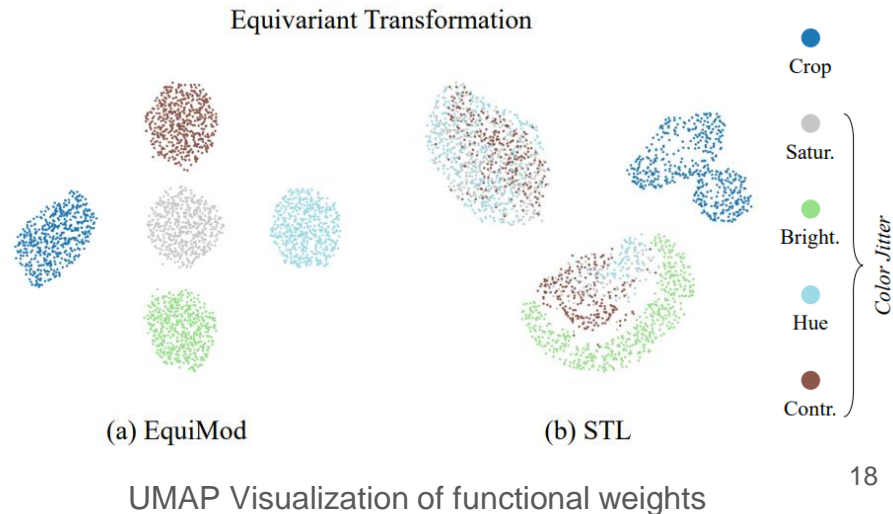 Equivariant Transformation
Crop
Satur.
Bright.
Hue
Contr.
Color Jitter
(a) EquiMod
(b) STL
UMAP Visualization of functional weights
18